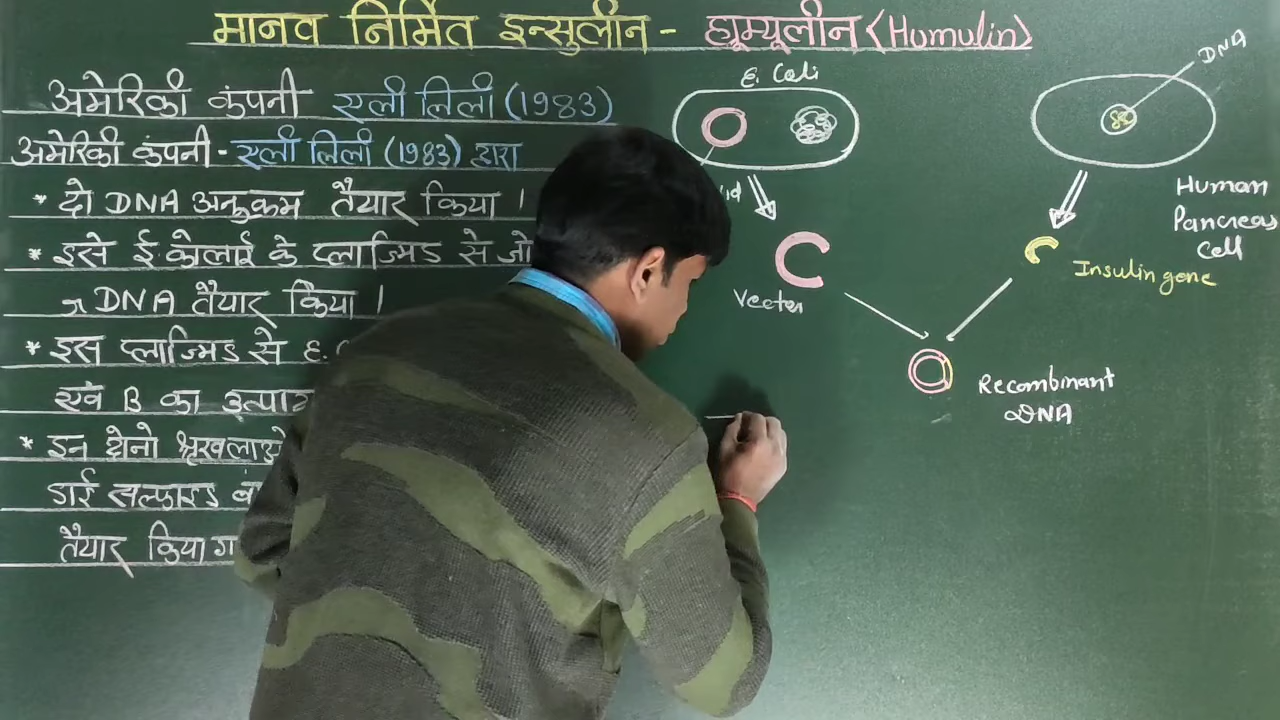 मानव निर्मित इन्सुलीन - ह्यूम्यूलीन (Humulin)
अमेरिकी कंपनी एली लिली (1983)
अमेरिकी कंपनी - एली लिली (1983) द्वारा
* दो DNA अनुक्रम तैयार किया ।
* इसे ई. कोलाई के प्लाज्मिड से
DNA तैयार किया ।
* इस प्लाज्मिड से ई.
एवं B का
* इन दोनो श्रृखलाओ
डाई सल्फाइड
तैयार किया
E. Coli
DNA
Human
Pancreas
Cell
Vector
Insulin gene
Recombinant
DNA